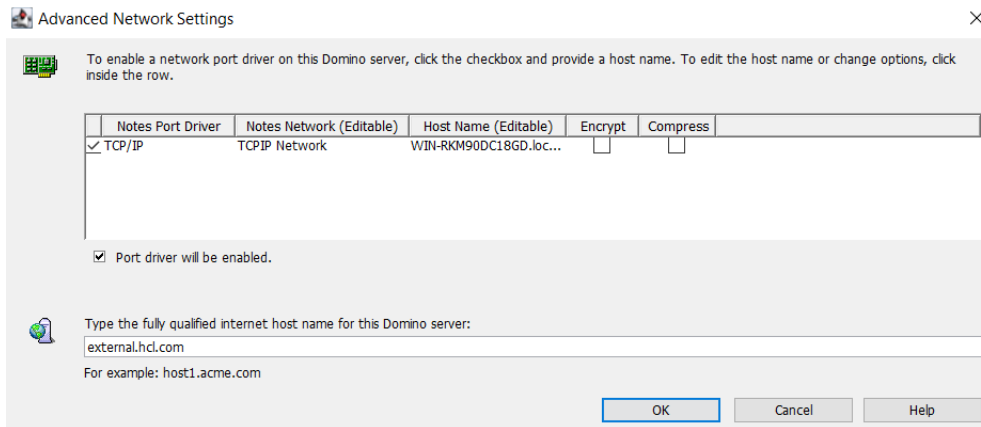 Advanced Network Settings
To enable a network port driver on this Domino server, click the checkbox and provide a host name. To edit the host name or change options, click
inside the row.
Notes Port Driver Notes Network (Editable) Host Name (Editable) Encrypt Compress
TCP/IP TCPIP Network WIN-RKM90DC18GD.loc...
Port driver will be enabled.
Type the fully qualified internet host name for this Domino server:
external.hcl.com
For example: host1.acme.com
OK Cancel Help